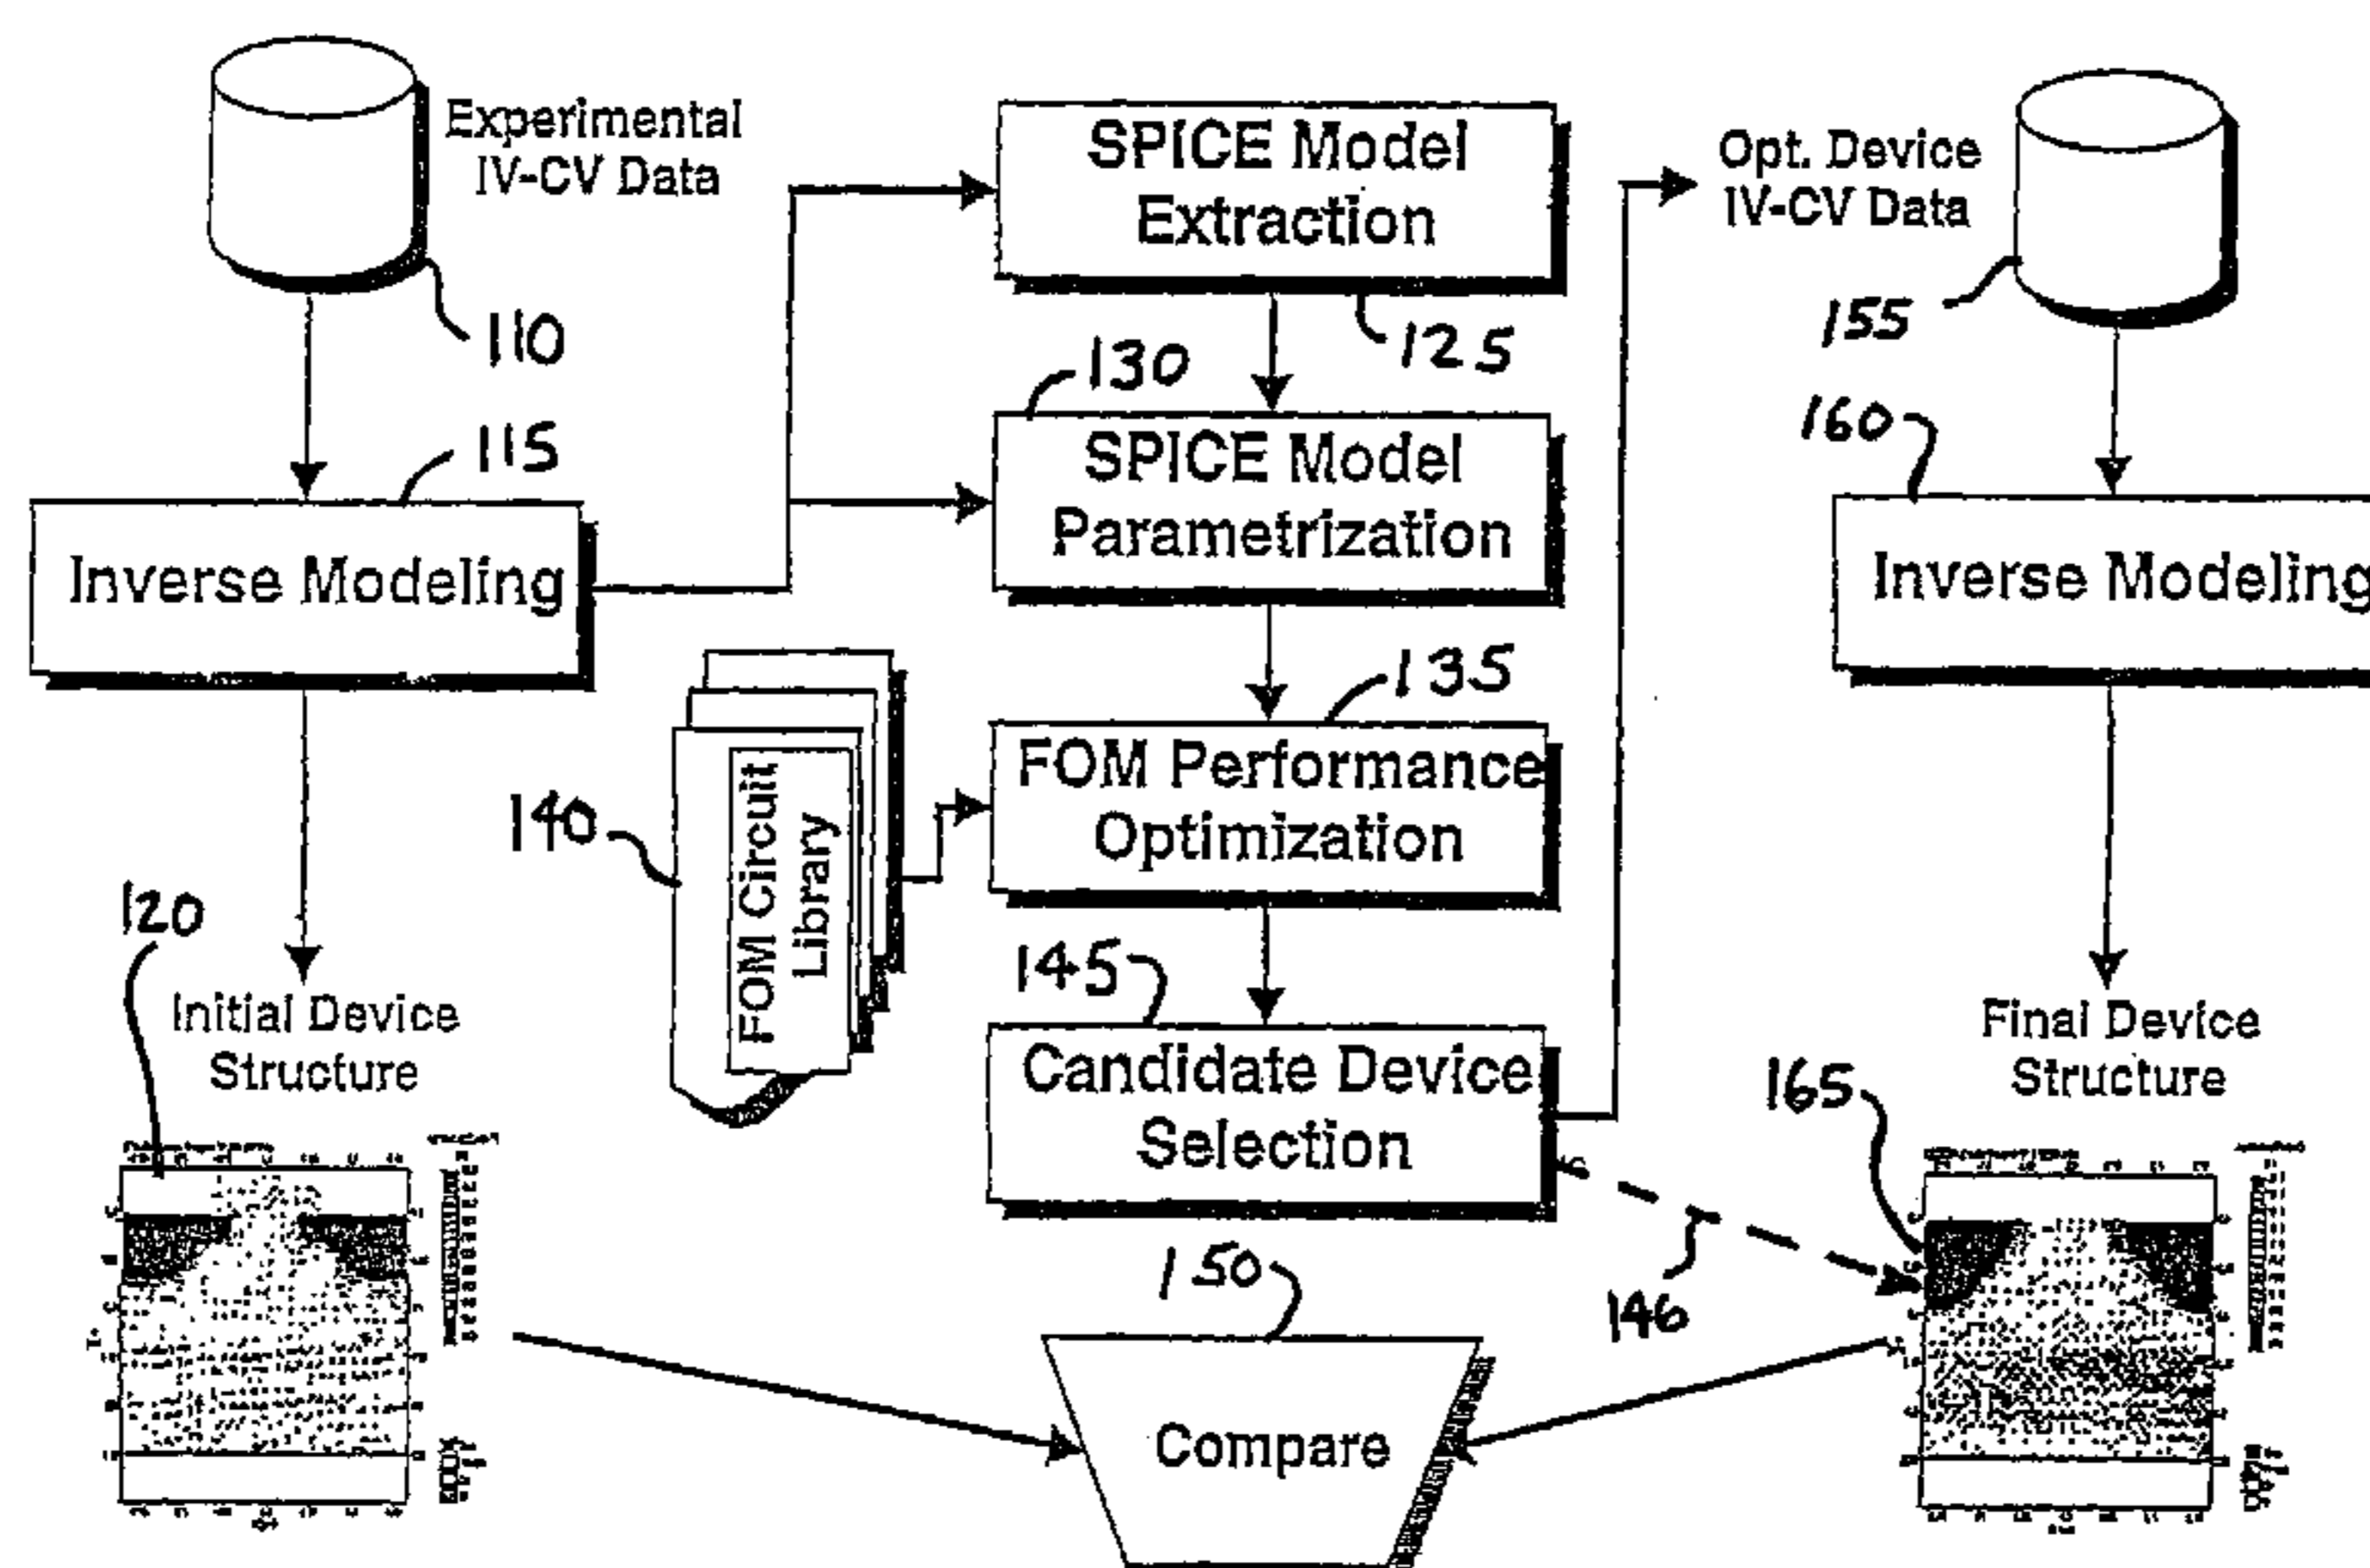 Experimental
IV-CV Data
110
115
Inverse Modeling
120
Initial Device
Structure
SPICE Model
Extraction
125
130
SPICE Model
Parametrization
135
FOM Performance
Optimization
140
FOM Circuit
Library
145
Candidate Device
Selection
146
150
Compare
Opt. Device
IV-CV Data
155
160
Inverse Modeling
Final Device
Structure
165